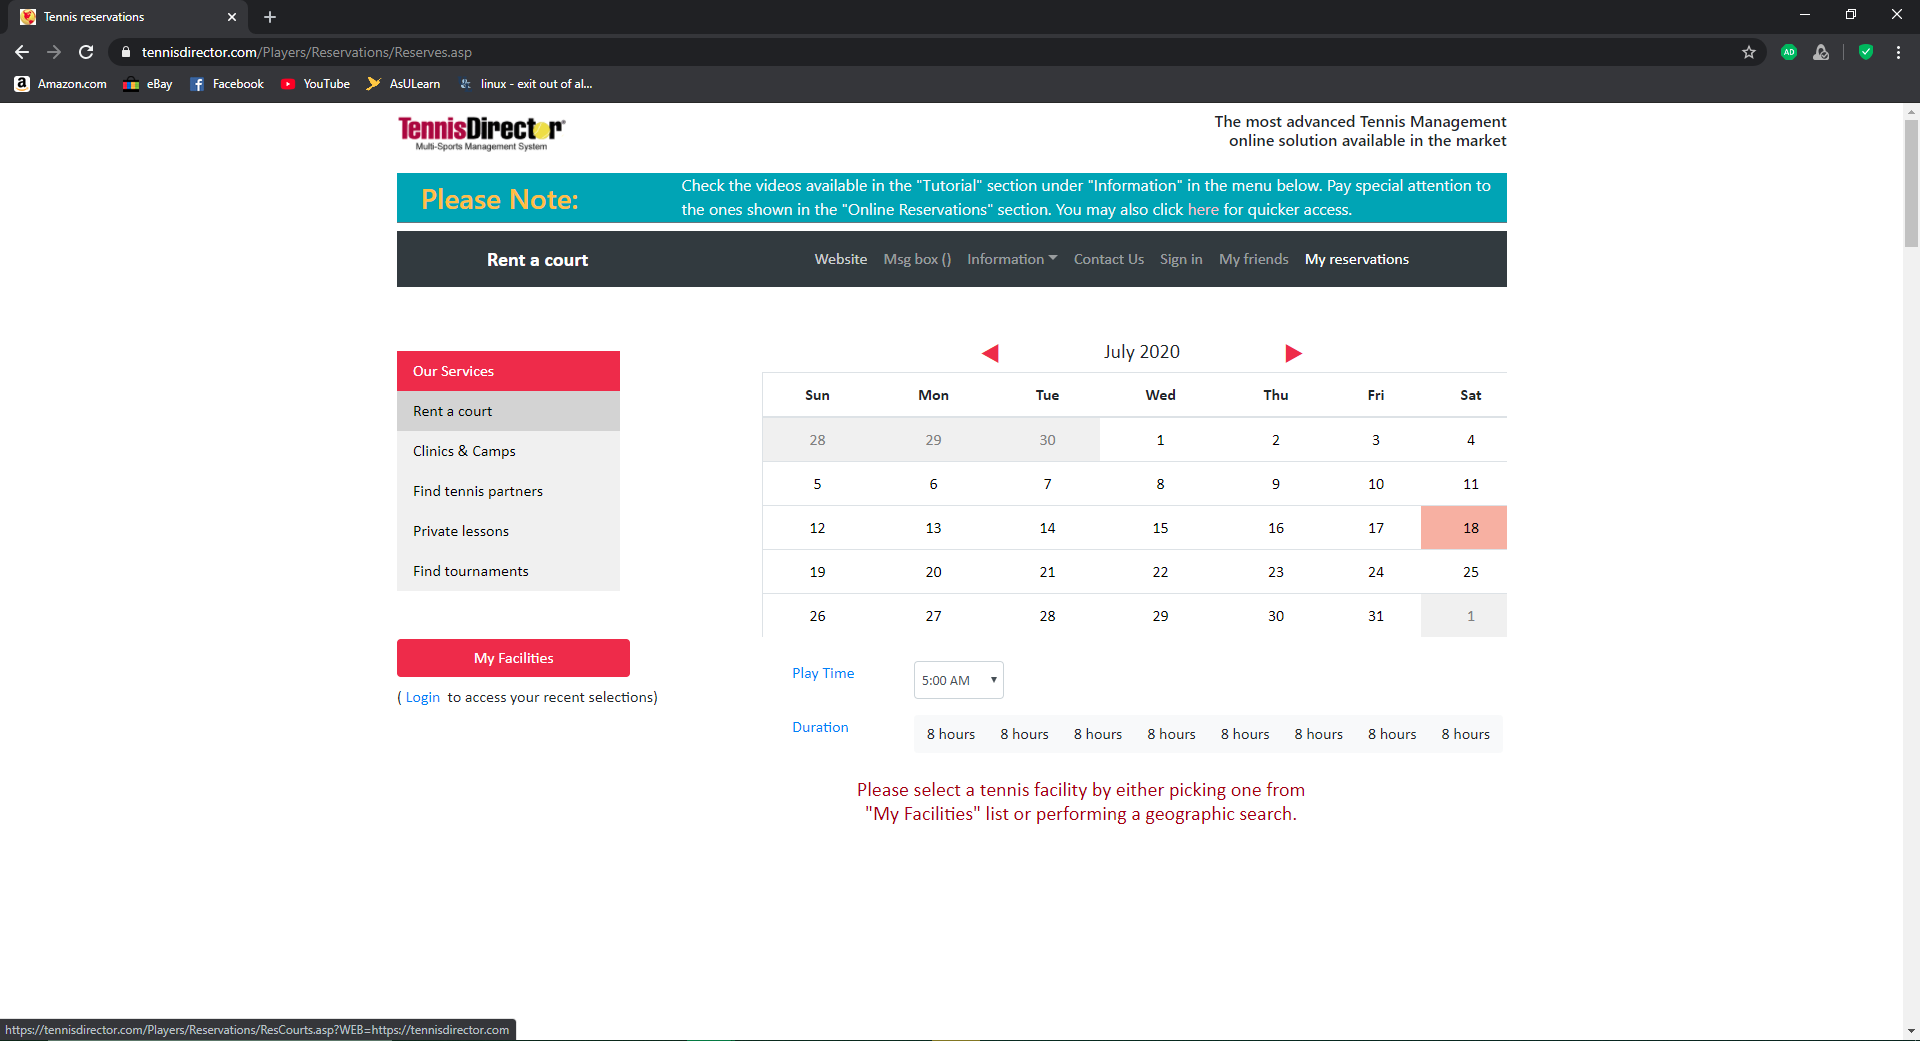 Tennis reservations
tennisdirector.com/Players/Reservations/Reserves.asp
AD
Amazon.com eBay Facebook YouTube AsULearn linux - exit out of al...
TennisDirector®
Multi-Sports Management System
The most advanced Tennis Management
online solution available in the market
Please Note:
Check the videos available in the "Tutorial" section under "Information" in the menu below. Pay special attention to
the ones shown in the "Online Reservations" section. You may also click here for quicker access.
Rent a court Website Msg box () Information Contact Us Sign in My friends My reservations
Our Services
Rent a court
Clinics & Camps
Find tennis partners
Private lessons
Find tournaments
My Facilities
( Login to access your recent selections)
July 2020
Sun Mon Tue Wed Thu Fri Sat
28 29 30 1 2 3 4
5 6 7 8 9 10 11
12 13 14 15 16 17 18
19 20 21 22 23 24 25
26 27 28 29 30 31 1
Play Time 5:00 AM
Duration 8 hours 8 hours 8 hours 8 hours 8 hours 8 hours 8 hours 8 hours
Please select a tennis facility by either picking one from
"My Facilities" list or performing a geographic search.
https://tennisdirector.com/Players/Reservations/ResCourts.asp?WEB=https://tennisdirector.com